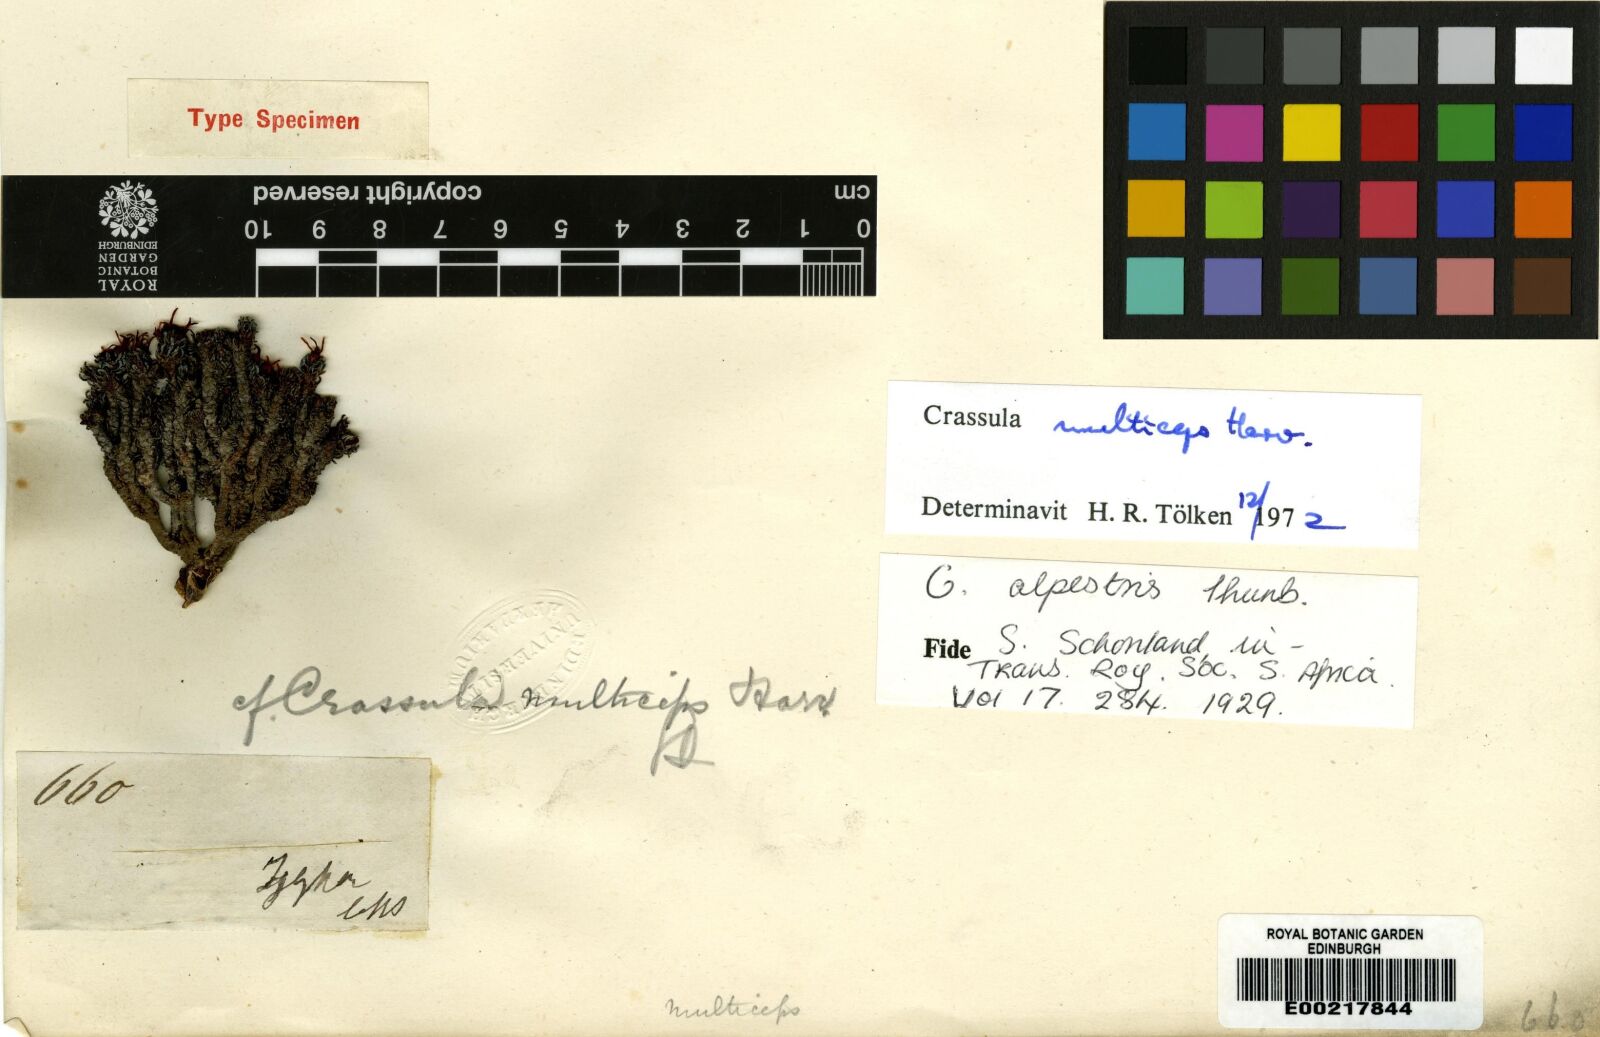 Type Specimen
ROYAL
BOTANIC
GARDEN
EDINBURGH
copyright reserved
cm
0 1 2 3 4 5 6 7 8 9 10
Crassula multiceps Harv.
Determinavit H. R. Tölken 12/1972
C. alpestris Thunb.
Fide S. Schonland, in -
Trans. Roy. Soc. S. Africa.
Vol 17. 284. 1929.
cf. Crassula multiceps Harv
660
multiceps
ROYAL BOTANIC GARDEN
EDINBURGH
E00217844
660